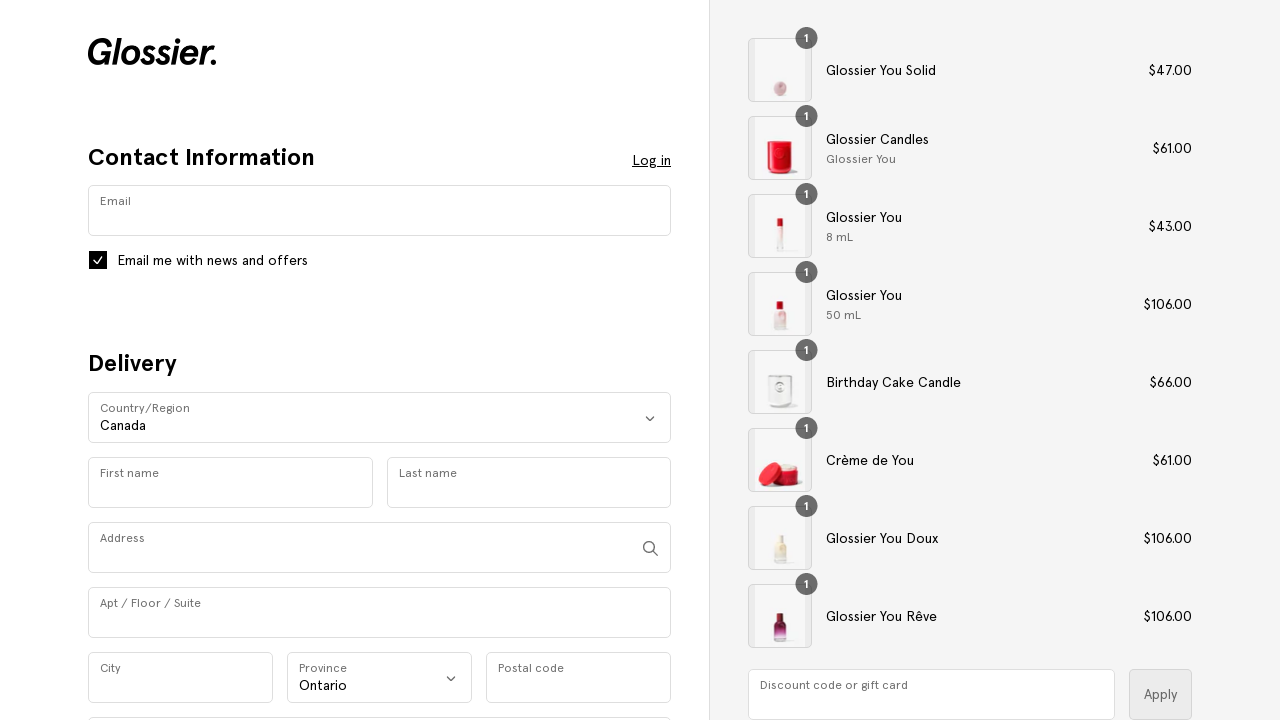 Glossier.
Contact Information
Log in
Email
Email me with news and offers
Delivery
Country/Region
Canada
First name
Last name
Address
Apt / Floor / Suite
City
Province
Ontario
Postal code
1
Glossier You Solid
$47.00
1
Glossier Candles
Glossier You
$61.00
1
Glossier You
8 mL
$43.00
1
Glossier You
50 mL
$106.00
1
Birthday Cake Candle
$66.00
1
Crème de You
$61.00
1
Glossier You Doux
$106.00
1
Glossier You Rêve
$106.00
Discount code or gift card
Apply